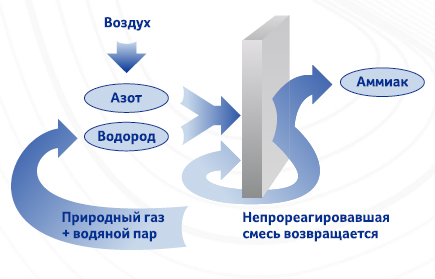 Воздух
Азот
Водород
Аммиак
Природный газ
+ водяной пар
Непрореагировавшая
смесь возвращается